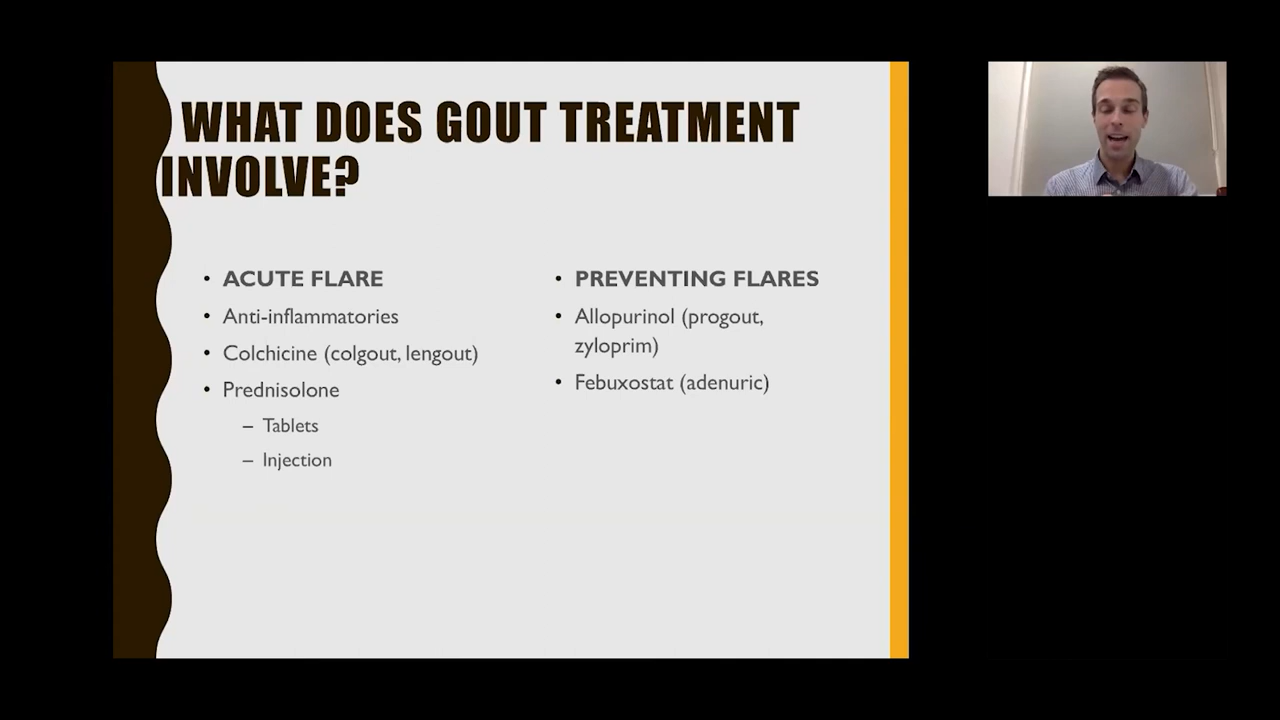 WHAT DOES GOUT TREATMENT
INVOLVE?
• ACUTE FLARE
• Anti-inflammatories
• Colchicine (colgout, lengout)
• Prednisolone
– Tablets
– Injection
• PREVENTING FLARES
• Allopurinol (progout,
zyloprim)
• Febuxostat (adenuric)